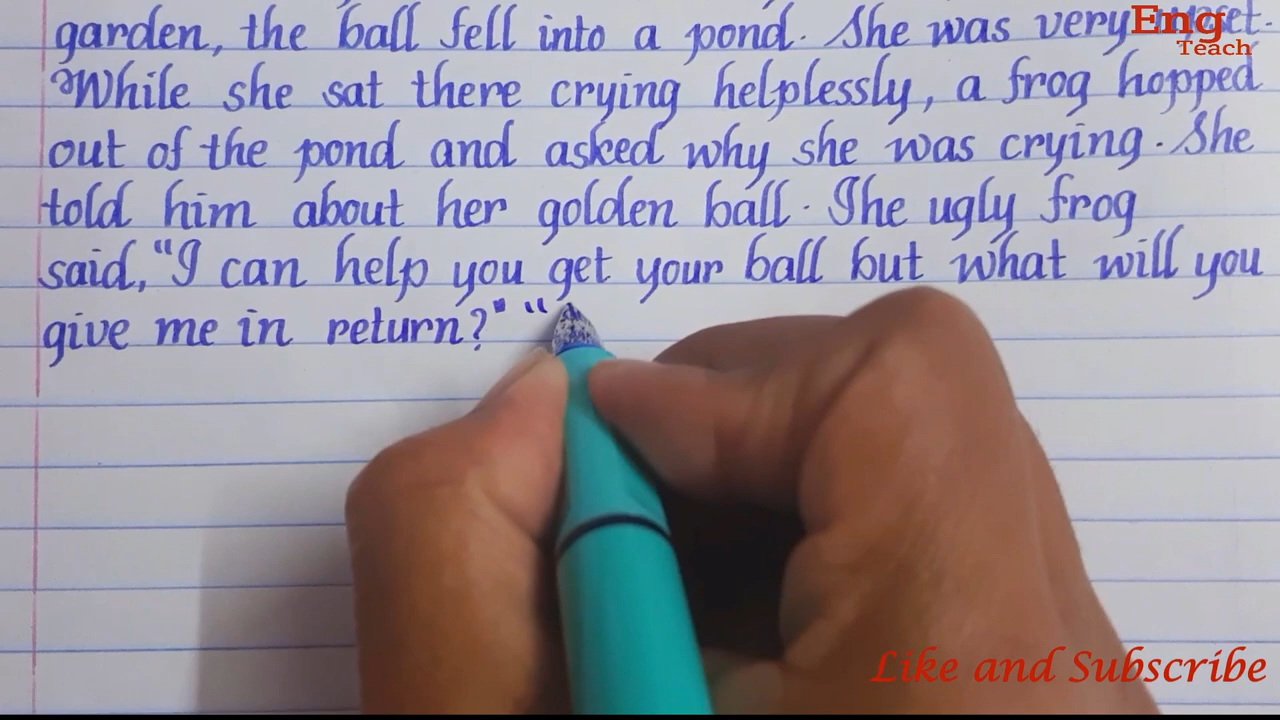 garden, the ball fell into a pond. She was very
Eng
Teach
While she sat there crying helplessly, a frog hopped
out of the pond and asked why she was crying. She
told him about her golden ball. The ugly frog
said, "I can help you get your ball but what will you
give me in return?" "
Like and Subscribe